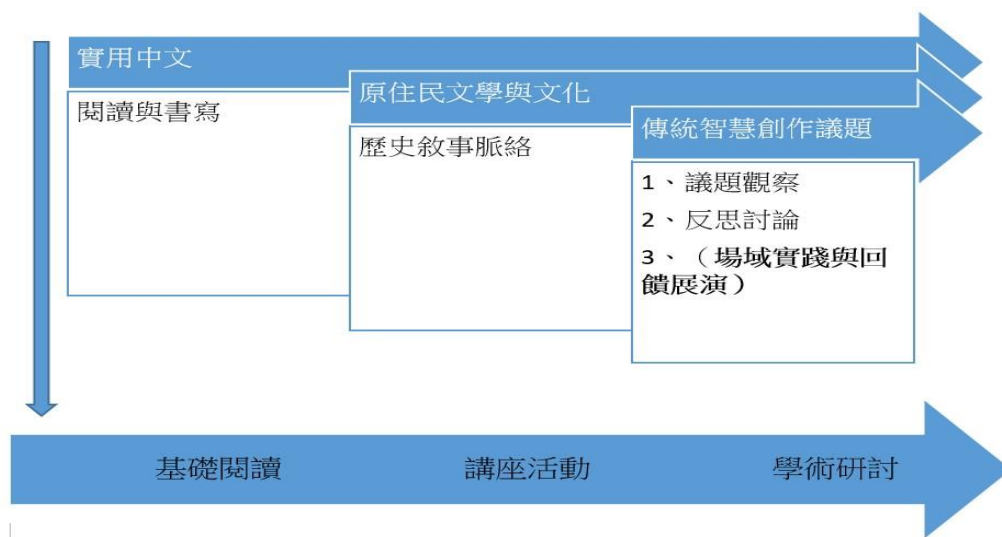 實用中文
閱讀與書寫
原住民文學與文化
歷史敘事脈絡
傳統智慧創作議題
1、議題觀察
2、反思討論
3、（場域實踐與回
饋展演）
基礎閱讀
講座活動
學術研討